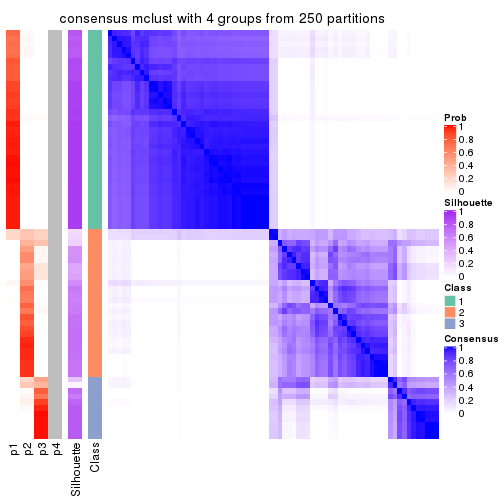 consensus mclust with 4 groups from 250 partitions
Prob
1
0.8
0.6
0.4
0.2
0
Silhouette
1
0.8
0.6
0.4
0.2
0
Class
1
2
3
Consensus
1
0.8
0.6
0.4
0.2
0
p1
p2
p3
p4
Silhouette
Class